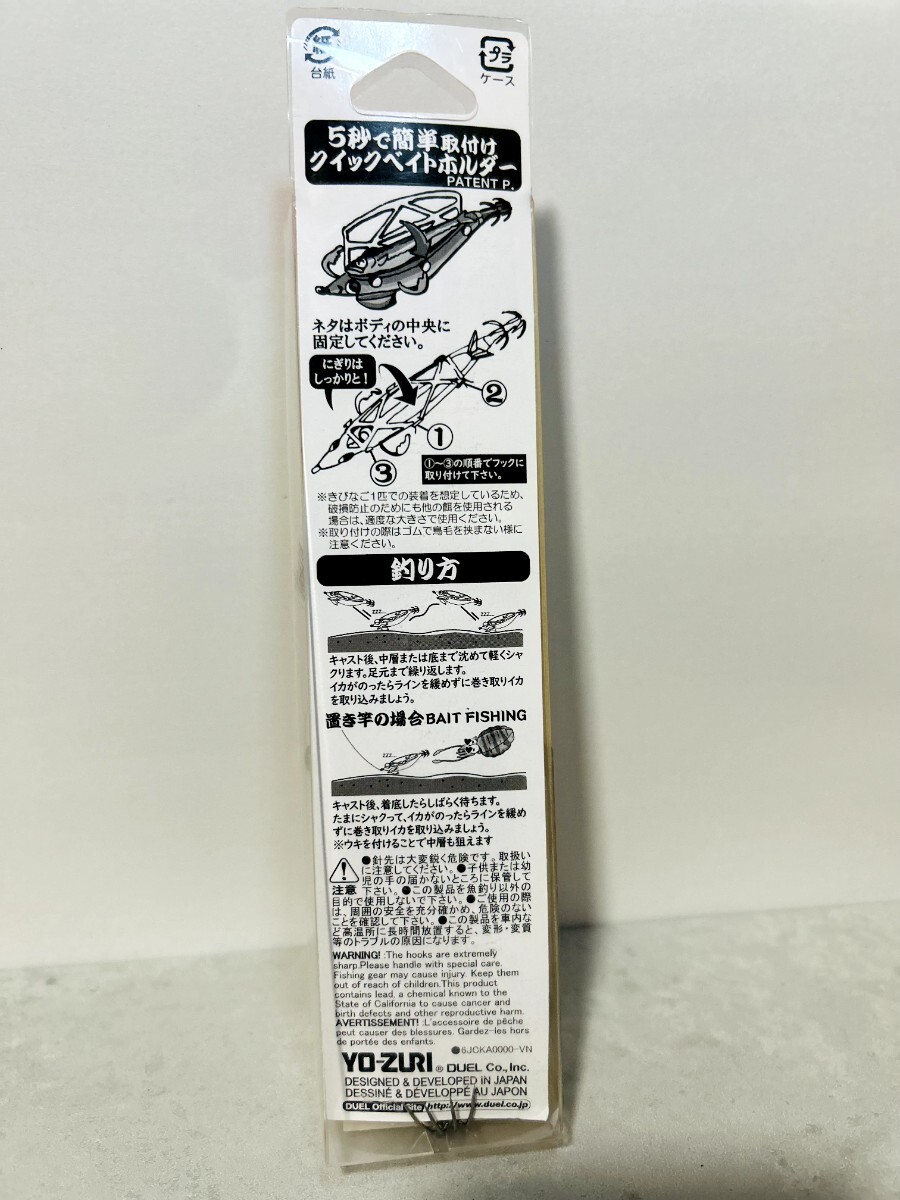 紙
台紙
プラ
ケース
5秒で簡単取付け
クイックベイトホルダー
PATENT P.
ネタはボディの中央に
固定してください。
にぎりは
しっかりと!
②
①
③
①〜③の順番でフックに
取り付けて下さい。
※きびなご1匹での装着を想定しているため、
破損防止のためにも他の餌を使用される
場合は、適度な大きさで使用ください。
※取り付けの際はゴムで鳥毛を挟まない様に
注意ください。
釣り方
zzz...
zzz...
キャスト後、中層または底まで沈めて軽くシャ
クります。足元まで繰り返します。
イカがのったらラインを緩めずに巻き取りイカ
を取り込みましょう。
置き竿の場合 BAIT FISHING
zzz...
キャスト後、着底したらしばらく待ちます。
たまにシャクって、イカがのったらラインを緩め
ずに巻き取りイカを取り込みましょう。
※ウキを付けることで中層も狙えます
注意
●針先は大変鋭く危険です。取扱い
に注意してください。●子供または幼
児の手の届かないところに保管して
下さい。●この製品を魚釣り以外の
目的で使用しないで下さい。●ご使用の際
は、周囲の安全を充分確かめ、危険のない
ことを確認して下さい。●この製品を車内な
ど高温所に長時間放置すると、変形・変質
等のトラブルの原因になります。
WARNING! :The hooks are extremely
sharp.Please handle with special care.
Fishing gear may cause injury. Keep them
out of reach of children.This product
contains lead, a chemical known to the
State of California to cause cancer and
birth defects and other reproductive harm.
AVERTISSEMENT! :L'accessoire de pêche
peut causer des blessures. Gardez-les hors
de portée des enfants.
●6JCKA0000-VN
YO-ZURI ® DUEL Co., Inc.
DESIGNED & DEVELOPED IN JAPAN
DESSINÉ & DÉVELOPPÉ AU JAPON
DUEL Official Site http://www.duel.co.jp